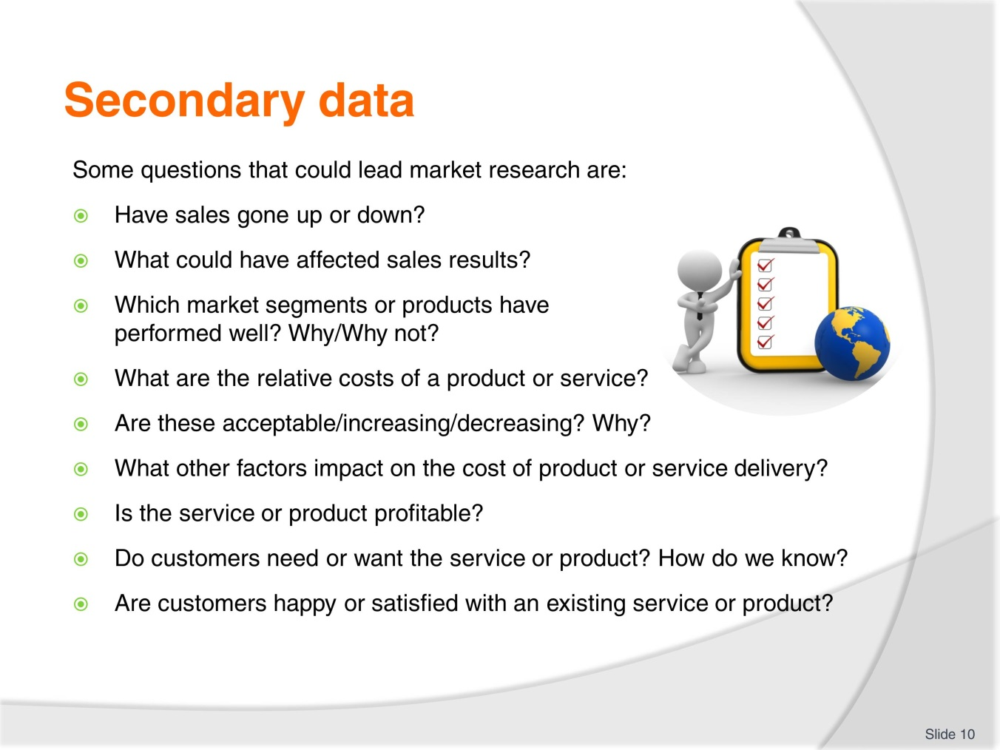 Secondary data
Some questions that could lead market research are:
Have sales gone up or down?
What could have affected sales results?
Which market segments or products have
performed well? Why/Why not?
What are the relative costs of a product or service?
Are these acceptable/increasing/decreasing? Why?
What other factors impact on the cost of product or service delivery?
Is the service or product profitable?
Do customers need or want the service or product? How do we know?
Are customers happy or satisfied with an existing service or product?
Slide 10